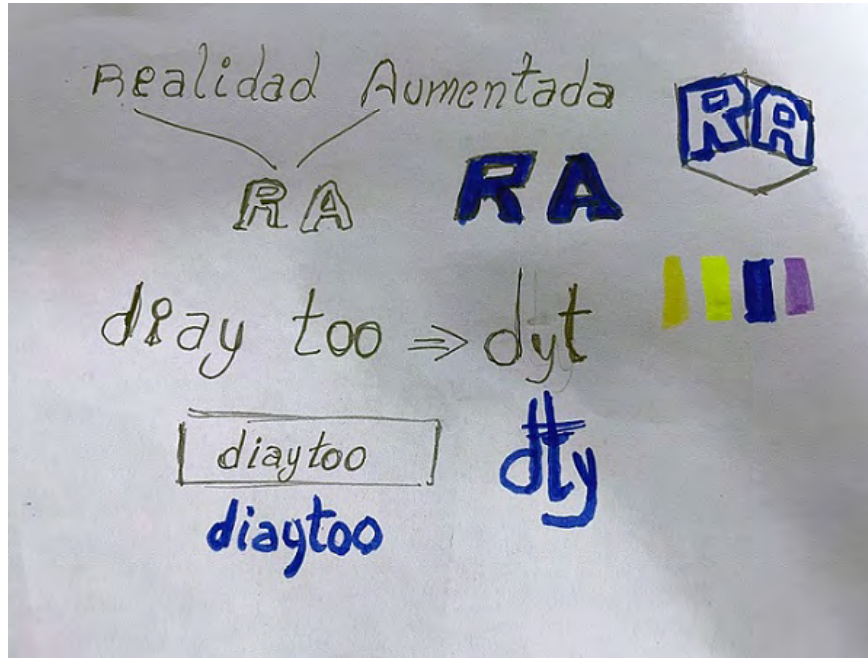 Realidad Aumentada
RA
RA RA
diay too ⇒ dyt
diaytoo
dty
diaytoo